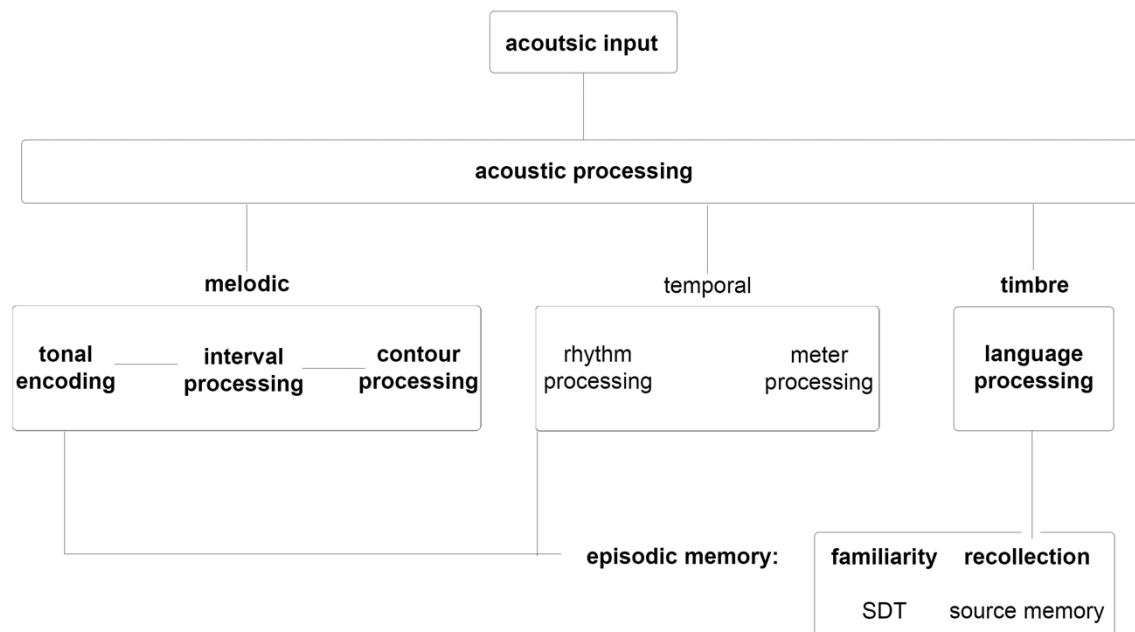 acoutsic input
acoustic processing
melodic
temporal
timbre
tonal
encoding
interval
processing
contour
processing
rhythm
processing
meter
processing
language
processing
episodic memory:
familiarity
recollection
SDT
source memory